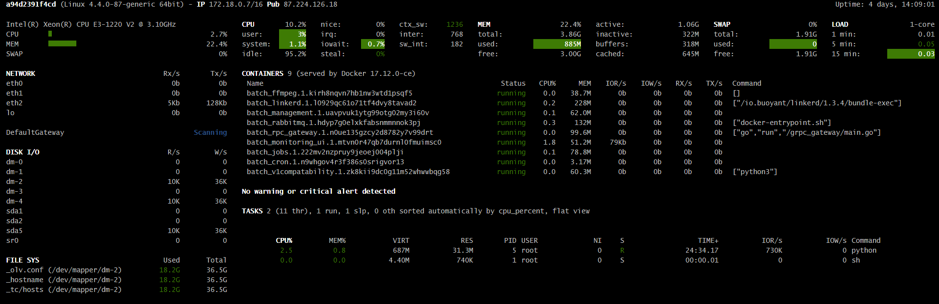 a94d2391f4cd (Linux 4.4.0-87-generic 64bit) - IP 172.18.0.7/16 Pub 87.224.126.18 Uptime: 4 days, 14:09:01
CPU 10.2% nice: 0% ctx_sw: 1236 MEM 22.4% active: 1.06G SWAP 0% LOAD 1-core
Intel(R) Xeon(R) CPU E3-1220 V2 @ 3.10GHz user: 3% irq: 0% inter: 768 total: 3.86G inactive: 322M total: 1.91G 1 min: 0.04
CPU 2.7% system: 1.1% iowait: 0.7% sw_int: 182 used: 885M buffers: 318M used: 0 5 min: 0.05
MEM 22.4% idle: 95.2% steal: 0% free: 3.00G cached: 645M free: 1.91G 15 min: 0.03
SWAP 0%
NETWORK Rx/s Tx/s
eth0 0b 0b
eth1 0b 0b
eth2 5Kb 128Kb
lo 0b 0b
DefaultGateway Scanning
DISK I/O R/s W/s
dm-0 0 0
dm-1 0 0
dm-2 10K 36K
dm-3 0 0
dm-4 0 0
sda1 0 0
sda2 0 0
sda5 10K 36K
sr0 0 0
FILE SYS Used Total
_olv.conf (/dev/mapper/dm-2) 18.2G 36.5G
_hostname (/dev/mapper/dm-2) 18.2G 36.5G
_tc/hosts (/dev/mapper/dm-2) 18.2G 36.5G
CONTAINERS 9 (served by Docker 17.12.0-ce)
Name Status CPU% MEM IOR/s IOW/s RX/s TX/s Command
batch_ffmpeg.1.kirh8nqvn7hb1nw3wtd1psqf5 running 0.0 38.7M 0b 0b 0b 0b []
batch_linkerd.1.l0929qc61o71tf4dvy8tavad2 running 0.2 228M 0b 0b 0b 0b ["/io.buoyant/linkerd/1.3.4/bundle-exec"]
batch_management.1.uavpvuk1ytg99otg02my3i60v running 0.1 62.0M 0b 0b 0b 0b
batch_rabbitmq.1.hdyp7g0elxkfabsnmmnnok3pj running 0.3 132M 0b 0b 0b 0b ["docker-entrypoint.sh"]
batch_rpc_gateway.1.n0ue135gzcy2d8782y7v99drt running 0.0 99.6M 0b 0b 0b 0b ["go","run","/grpc_gateway/main.go"]
batch_monitoring_ui.1.mtvn0r47qb7durnl0fmuimsc0 running 1.8 51.2M 79Kb 0b 0b 0b
batch_jobs.1.222mv2nzpruy9jeoej004plji running 0.1 78.8M 0b 0b 0b 0b
batch_cron.1.n9whgov4r3f386s0srigvor13 running 0.0 3.17M 0b 0b 0b 0b
batch_v1compatability.1.zk8kii9dc0g11m52whwwbqg58 running 0.0 60.3M 0b 0b 0b 0b ["python3"]
No warning or critical alert detected
TASKS 2 (11 thr), 1 run, 1 slp, 0 oth sorted automatically by cpu_percent, flat view
CPU% MEM% VIRT RES PID USER NI S TIME+ IOR/s IOW/s Command
2.5 0.8 687M 31.3M 5 root 0 R 24:34.17 730K 0 python
0.0 0.0 4.40M 740K 1 root 0 S 00:00.01 0 0 sh